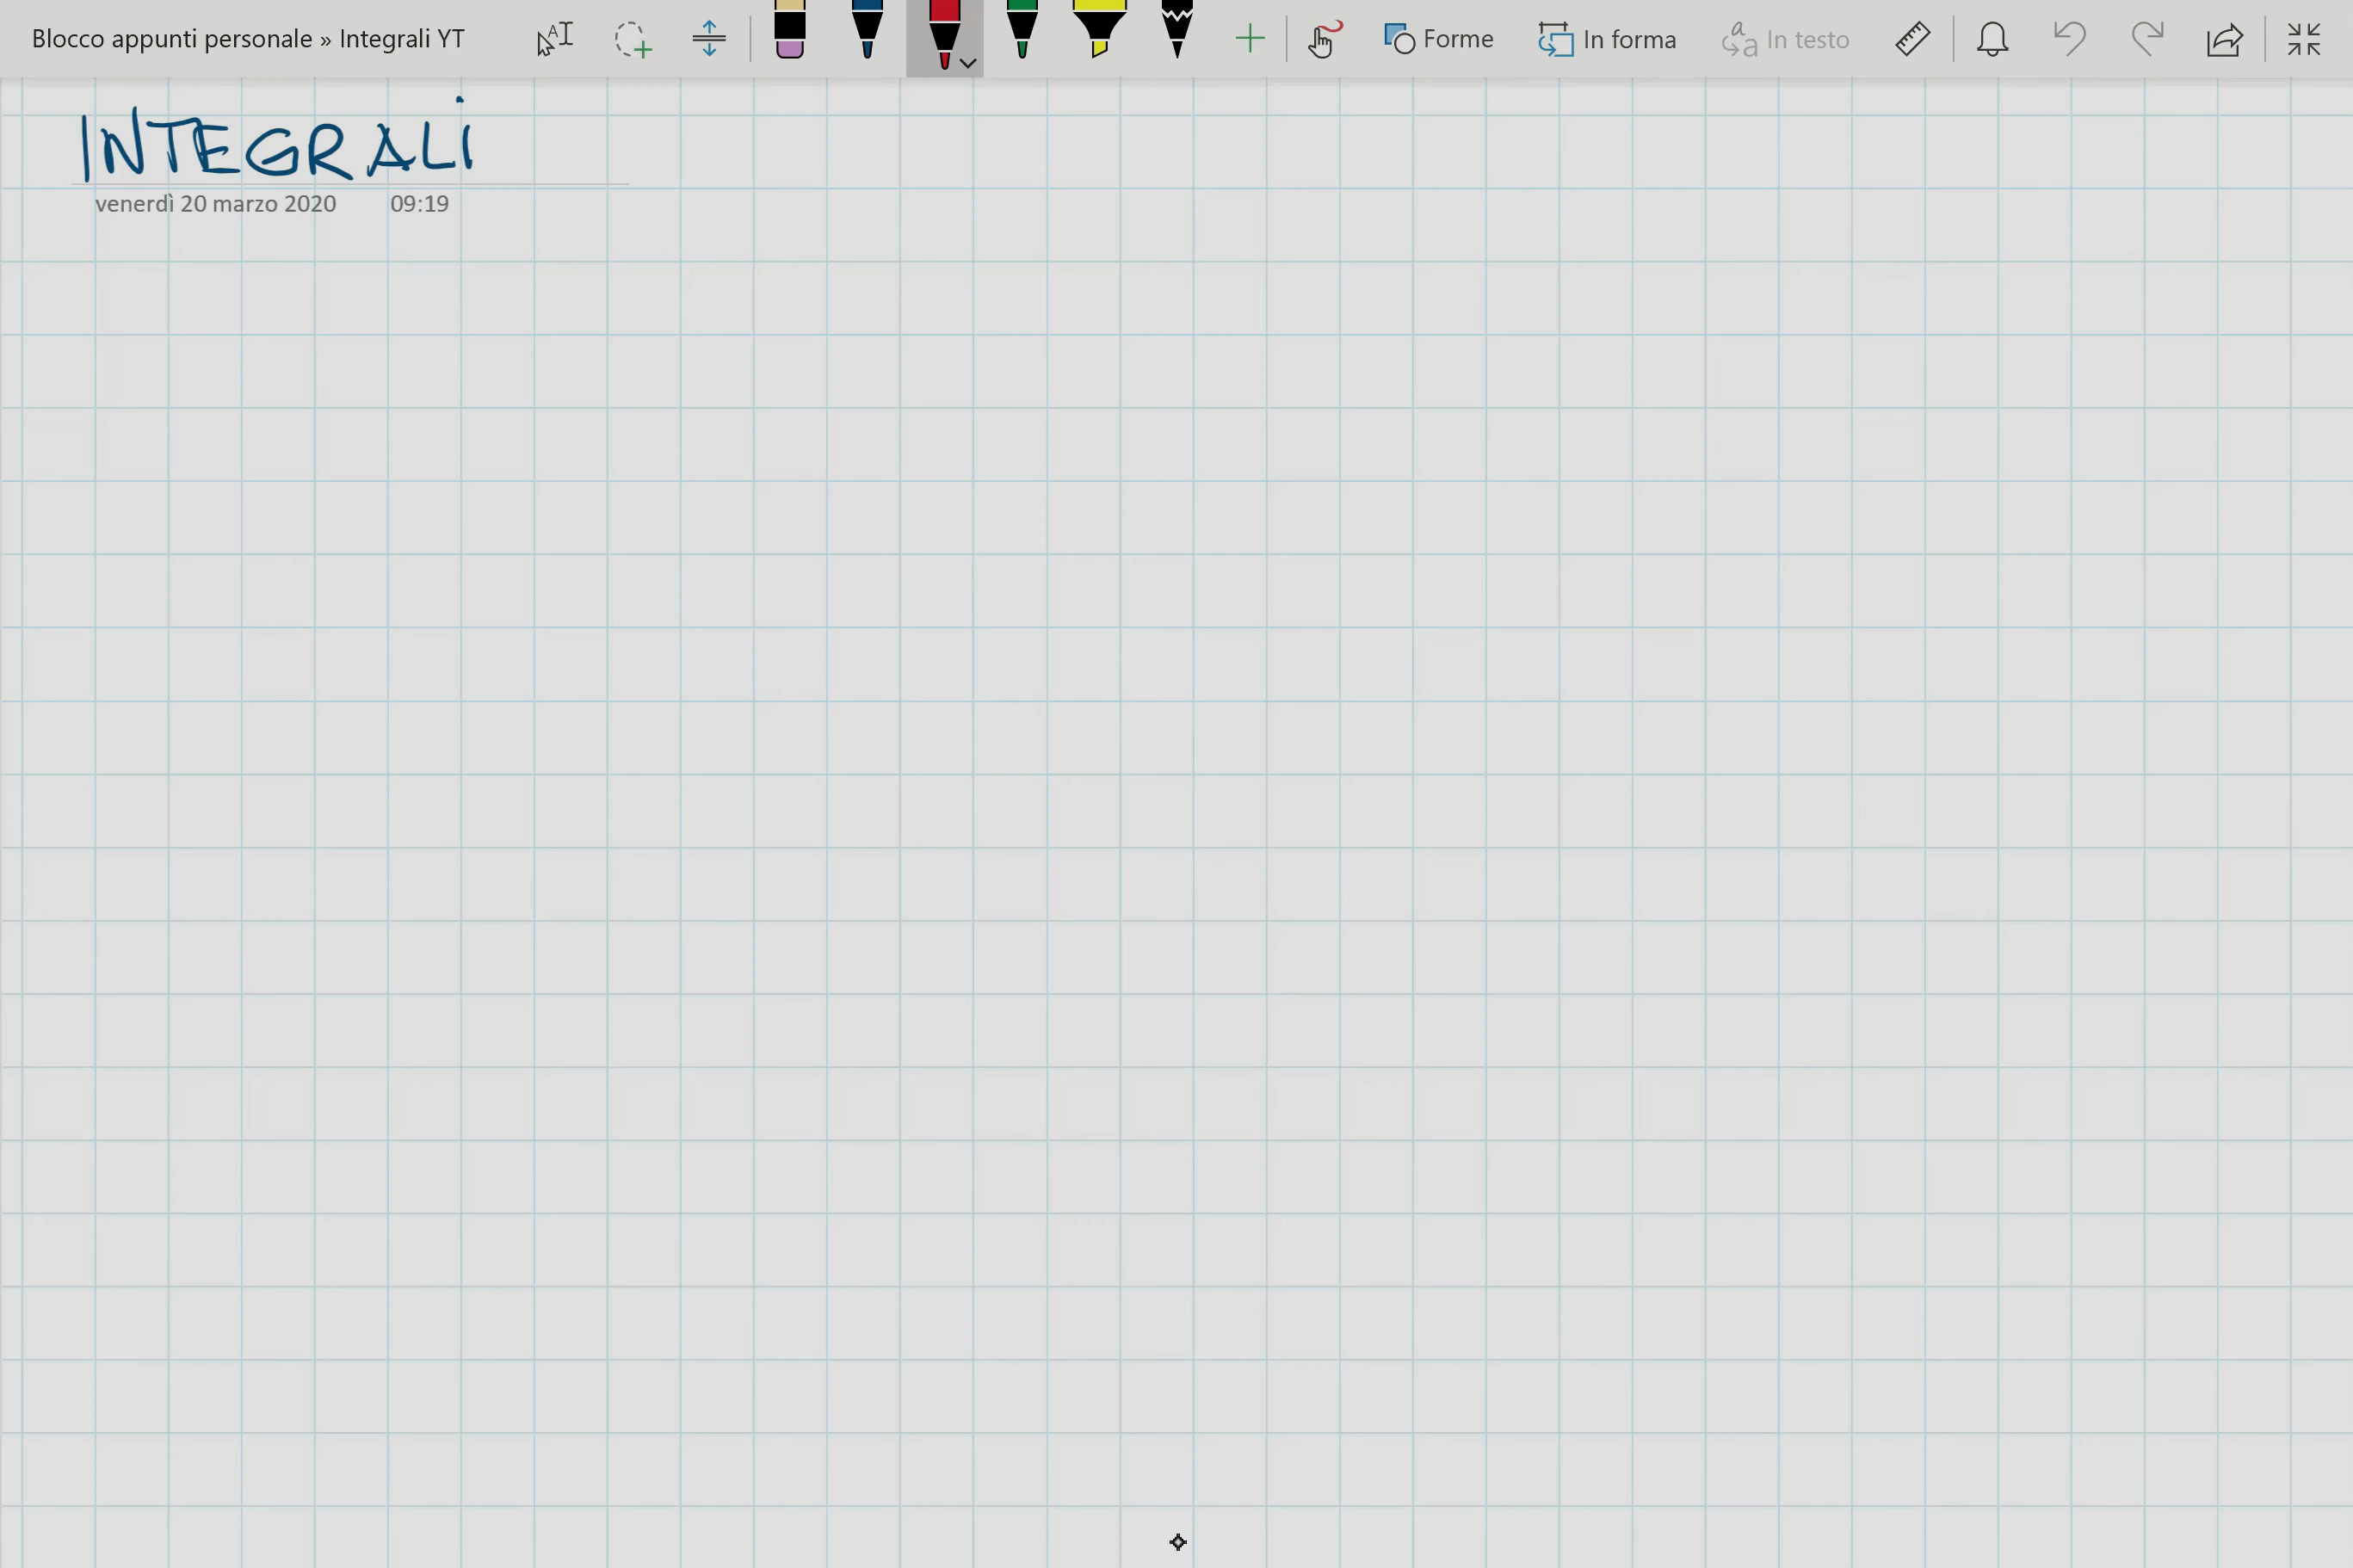 Blocco appunti personale » Integrali YT
Forme
In forma
In testo
INTEGRALI
venerdì 20 marzo 2020 09:19